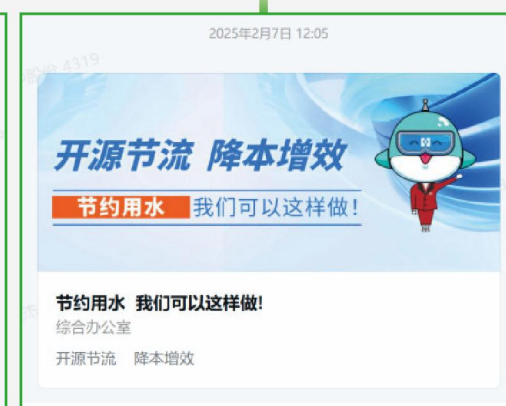 2025年2月7日 12:05
4319
开源节流 降本增效
节约用水 我们可以这样做!
节约用水 我们可以这样做!
综合办公室
开源节流 降本增效